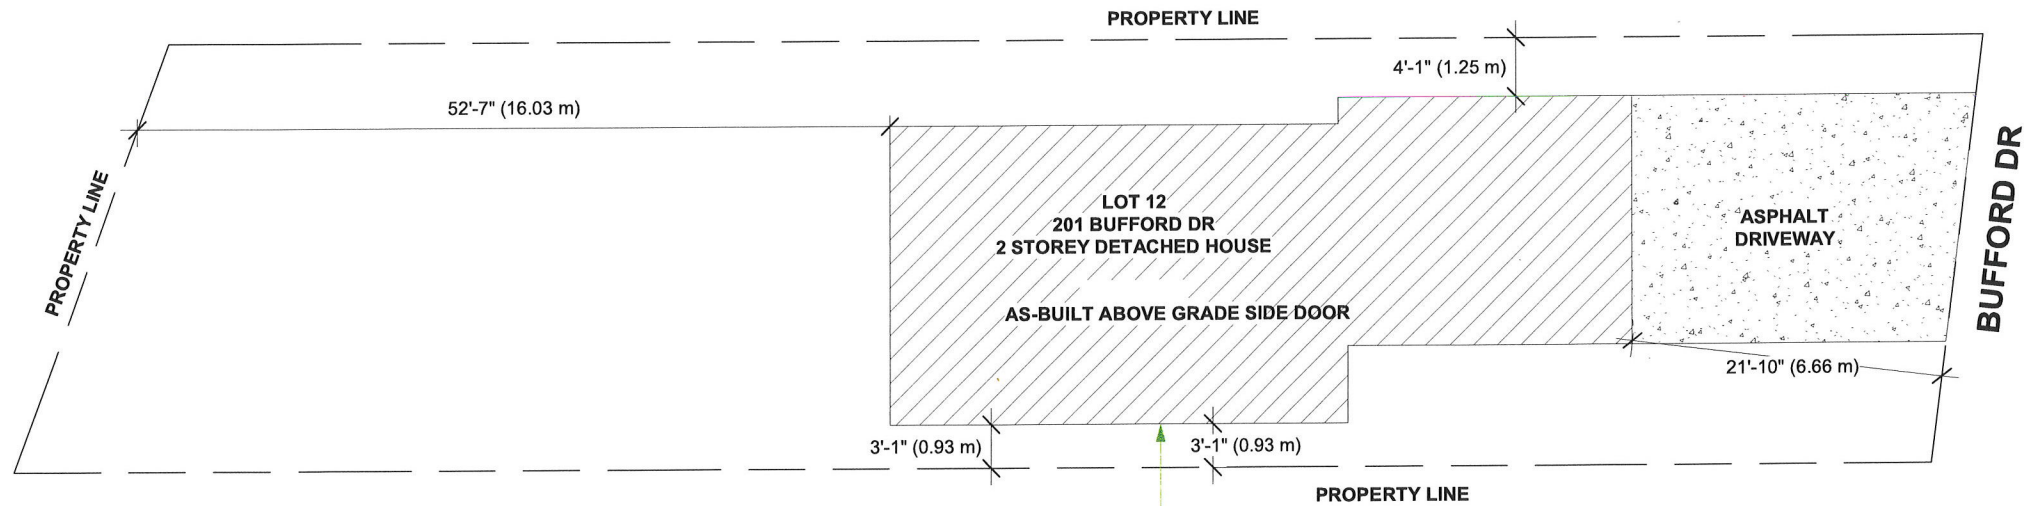 PROPERTY LINE
4'-1" (1.25 m)
52'-7" (16.03 m)
PROPERTY LINE
LOT 12
201 BUFFORD DR
2 STOREY DETACHED HOUSE
AS-BUILT ABOVE GRADE SIDE DOOR
ASPHALT
DRIVEWAY
BUFFORD DR
21'-10" (6.66 m)
3'-1" (0.93 m)
3'-1" (0.93 m)
PROPERTY LINE